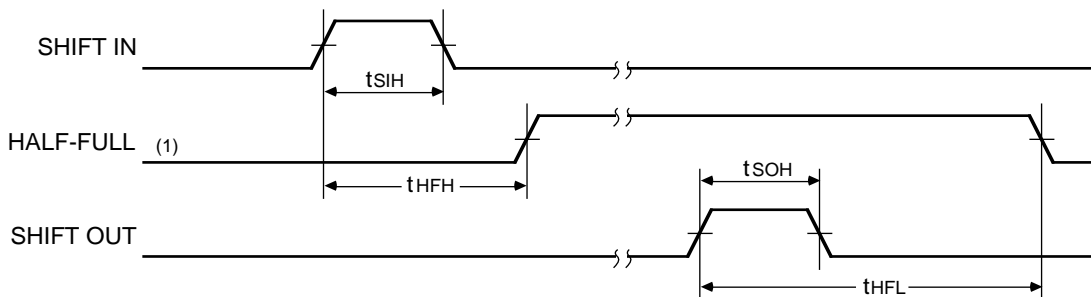 SHIFT IN
tSIH
HALF-FULL (1)
tHFH
tSOH
SHIFT OUT
tHFL